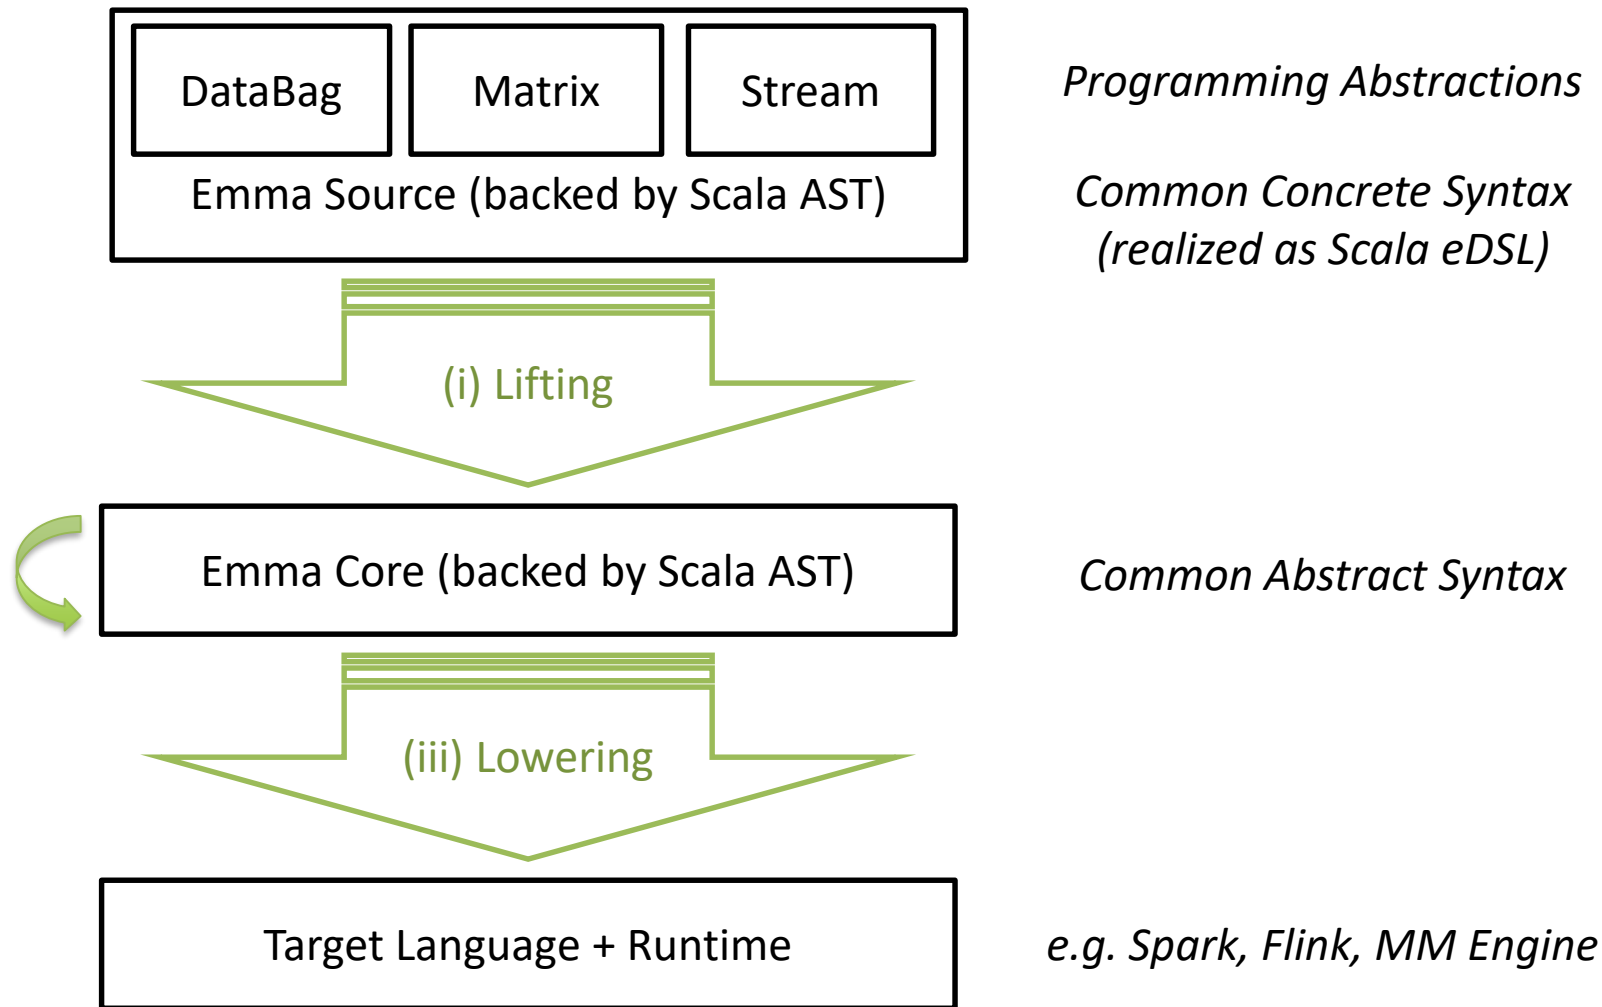 DataBag Matrix Stream
Programming Abstractions
Emma Source (backed by Scala AST)
Common Concrete Syntax
(realized as Scala eDSL)
(i) Lifting
Emma Core (backed by Scala AST)
Common Abstract Syntax
(iii) Lowering
Target Language + Runtime
e.g. Spark, Flink, MM Engine